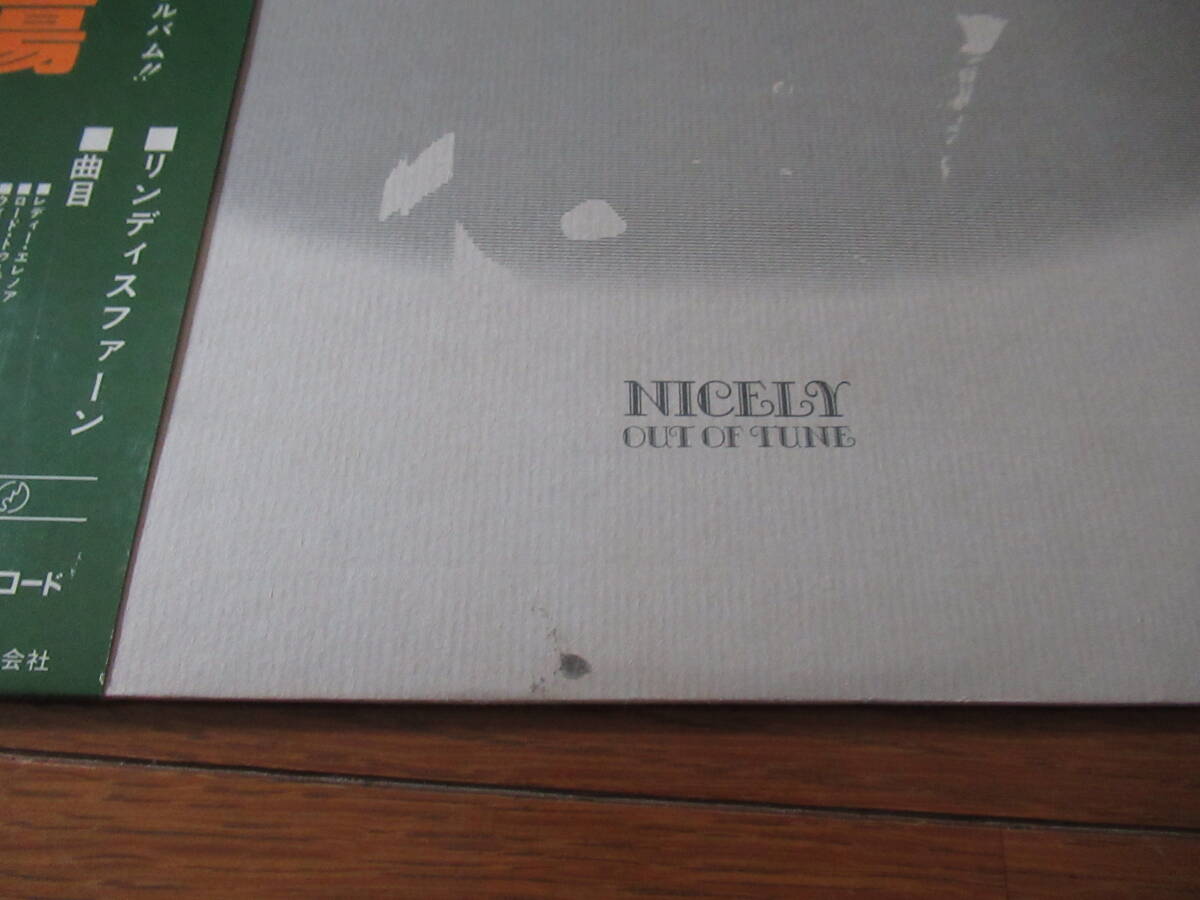 ルバム!!
■リンディスファーン
■曲目
■レディー・エレノア
■ロード・トゥ
コード
会社
NICELY
OUT OF TUNE